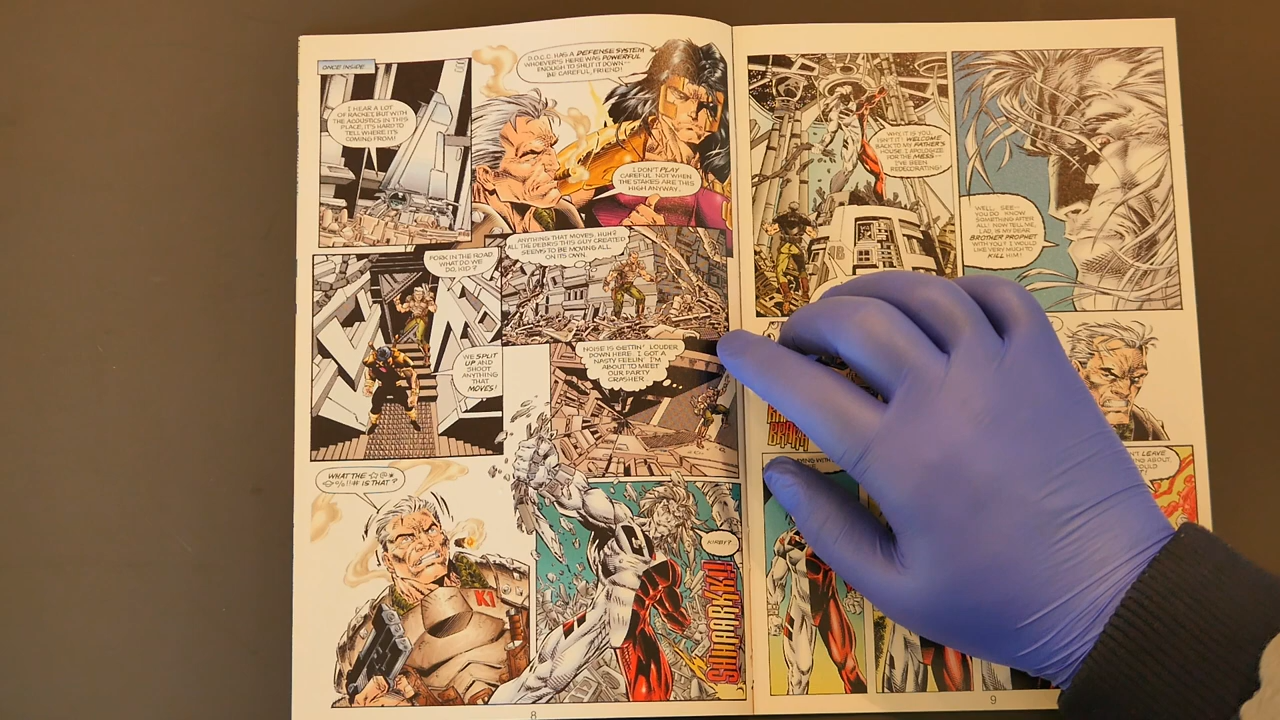 ONCE INSIDE
I HEAR A LOT
OF RACKET, BUT WITH
THE ACOUSTICS IN THIS
PLACE, IT'S HARD TO
TELL WHERE IT'S
COMING FROM!
D.O.C.C. HAS A DEFENSE SYSTEM
WHOEVER'S HERE WAS POWERFUL
ENOUGH TO SHUT IT DOWN--
BE CAREFUL, FRIEND!
I DON'T PLAY
CAREFUL. NOT WHEN
THE STAKES ARE THIS
HIGH ANYWAY.
FORK IN THE ROAD
WHAT DO WE
DO, KID?
WE SPLIT
UP AND
SHOOT
ANYTHING
THAT
MOVES!
ANYTHING THAT MOVES, HUH?
ALL THE DEBRIS THIS GUY CREATED
SEEMS TO BE MOVING ALL
ON ITS OWN.
NOISE IS GETTIN' LOUDER
DOWN HERE. I GOT A
NASTY FEELIN' I'M
ABOUT TO MEET
OUR PARTY
CRASHER
WHAT THE
IS THAT?
K1
KIRBY?
8
WHY, IT IS YOU,
ISN'T IT? WELCOME
BACK TO MY FATHER'S
HOUSE. I APOLOGIZE
FOR THE MESS--
I'VE BEEN
REDECORATING!
WELL, SEE--
YOU DO KNOW
SOMETHING AFTER
ALL! NOW TELL ME,
LAD, IS MY DEAR
BROTHER PROPHET
WITH YOU? I WOULD
LIKE VERY MUCH TO
KILL HIM!
LEAVE
9